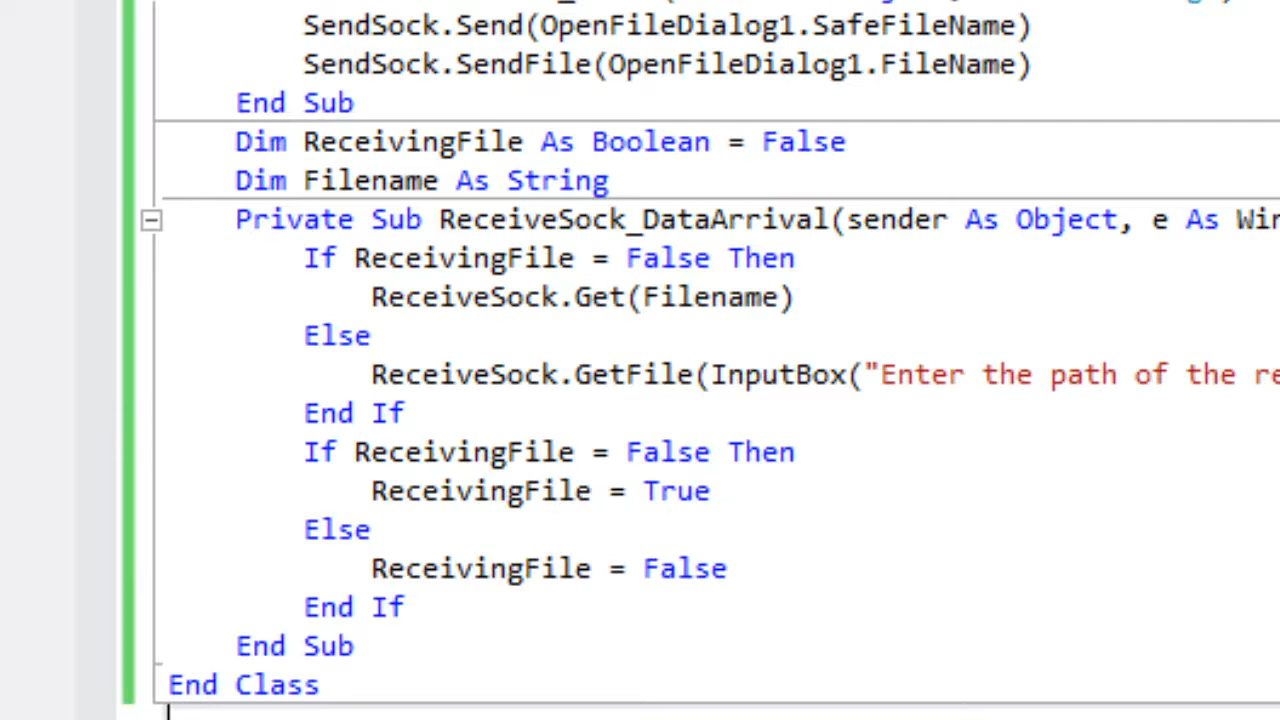 SendSock.Send(OpenFileDialog1.SafeFileName)
SendSock.SendFile(OpenFileDialog1.FileName)
End Sub
Dim ReceivingFile As Boolean = False
Dim Filename As String
Private Sub ReceiveSock_DataArrival(sender As Object, e As Win
If ReceivingFile = False Then
ReceiveSock.Get(Filename)
Else
ReceiveSock.GetFile(InputBox("Enter the path of the re
End If
If ReceivingFile = False Then
ReceivingFile = True
Else
ReceivingFile = False
End If
End Sub
End Class